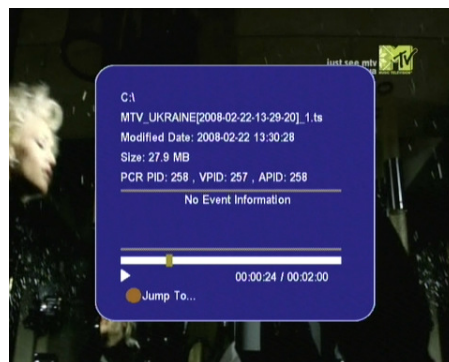 just see mtv
MUSIC TELEVISION
C:\
MTV_UKRAINE[2008-02-22-13-29-20]_1.ts
Modified Date: 2008-02-22 13:30:28
Size: 27.9 MB
PCR PID: 258 , VPID: 257 , APID: 258
No Event Information
00:00:24 / 00:02:00
Jump To...